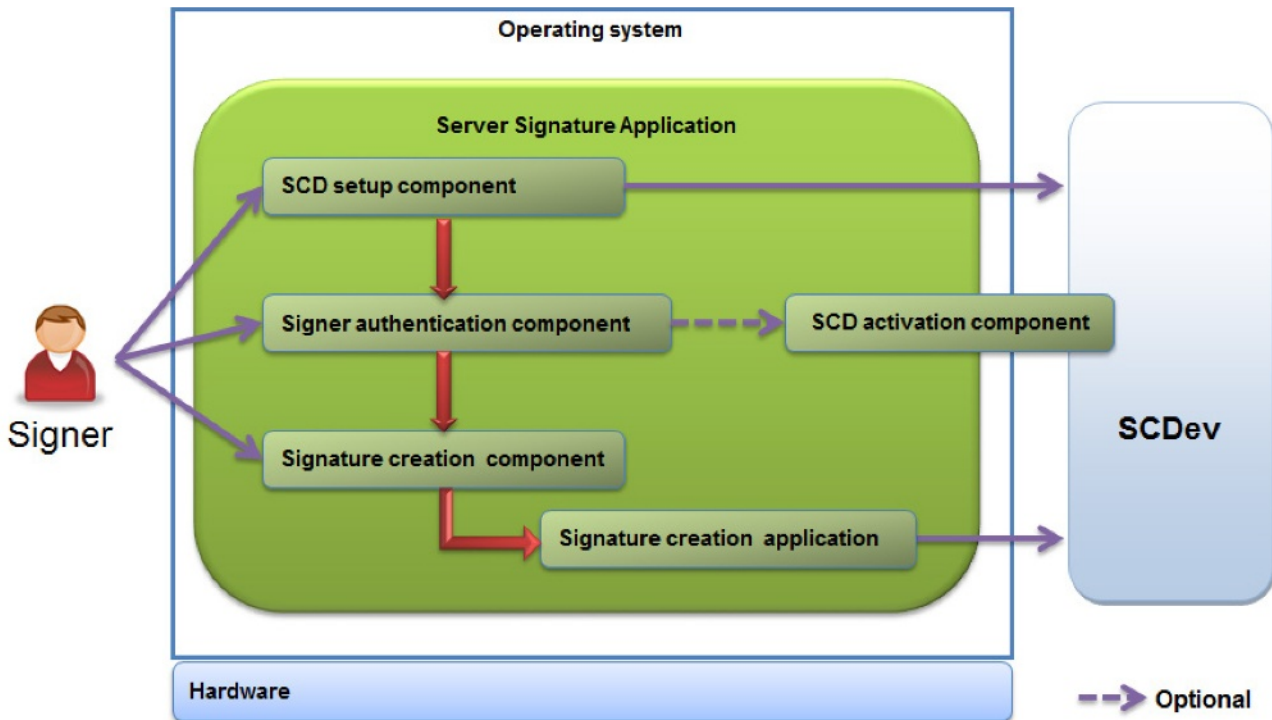 Operating system
Server Signature Application
SCD setup component
Signer authentication component
SCD activation component
Signer
SCDev
Signature creation component
Signature creation application
Hardware
Optional